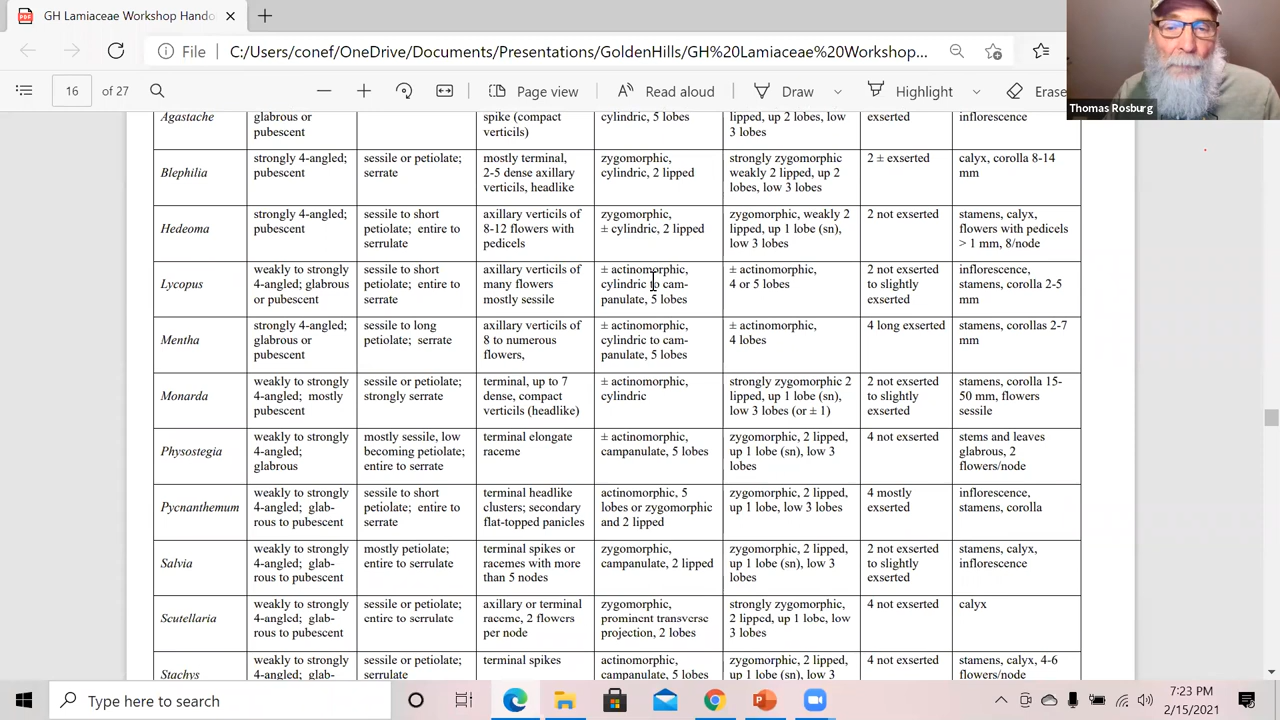 GH Lamiaceae Workshop Hando
File
C:/Users/conef/OneDrive/Documents/Presentations/GoldenHills/GH%20Lamiaceae%20Workshop...
16 of 27
Page view
Read aloud
Draw
Highlight
Erase
Thomas Rosburg
Agastache
glabrous or
pubescent
spike (compact
verticils)
cylindric, 5 lobes
lipped, up 2 lobes, low
3 lobes
exserted
inflorescence
Blephilia
strongly 4-angled;
pubescent
sessile or petiolate;
serrate
mostly terminal,
2-5 dense axillary
verticils, headlike
zygomorphic,
cylindric, 2 lipped
strongly zygomorphic
weakly 2 lipped, up 2
lobes, low 3 lobes
2 ± exserted
calyx, corolla 8-14
mm
Hedeoma
strongly 4-angled;
pubescent
sessile to short
petiolate; entire to
serrulate
axillary verticils of
8-12 flowers with
pedicels
zygomorphic,
± cylindric, 2 lipped
zygomorphic, weakly 2
lipped, up 1 lobe (sn),
low 3 lobes
2 not exserted
stamens, calyx,
flowers with pedicels
> 1 mm, 8/node
Lycopus
weakly to strongly
4-angled; glabrous
or pubescent
sessile to short
petiolate; entire to
serrate
axillary verticils of
many flowers
mostly sessile
± actinomorphic,
cylindric to cam-
panulate, 5 lobes
± actinomorphic,
4 or 5 lobes
2 not exserted
to slightly
exserted
inflorescence,
stamens, corolla 2-5
mm
Mentha
strongly 4-angled;
glabrous or
pubescent
sessile to long
petiolate; serrate
axillary verticils of
8 to numerous
flowers,
± actinomorphic,
cylindric to cam-
panulate, 5 lobes
± actinomorphic,
4 lobes
4 long exserted
stamens, corollas 2-7
mm
Monarda
weakly to strongly
4-angled; mostly
pubescent
sessile or petiolate;
strongly serrate
terminal, up to 7
dense, compact
verticils (headlike)
± actinomorphic,
cylindric
strongly zygomorphic 2
lipped, up 1 lobe (sn),
low 3 lobes (or ± 1)
2 not exserted
to slightly
exserted
stamens, corolla 15-
50 mm, flowers
sessile
Physostegia
weakly to strongly
4-angled;
glabrous
mostly sessile, low
becoming petiolate;
entire to serrate
terminal elongate
raceme
± actinomorphic,
campanulate, 5 lobes
zygomorphic, 2 lipped,
up 1 lobe (sn), low 3
lobes
4 not exserted
stems and leaves
glabrous, 2
flowers/node
Pycnanthemum
weakly to strongly
4-angled; glab-
rous to pubescent
sessile to short
petiolate; entire to
serrate
terminal headlike
clusters; secondary
flat-topped panicles
actinomorphic, 5
lobes or zygomorphic
and 2 lipped
zygomorphic, 2 lipped,
up 1 lobe, low 3 lobes
4 mostly
exserted
inflorescence,
stamens, corolla
Salvia
weakly to strongly
4-angled; glab-
rous to pubescent
mostly petiolate;
entire to serrulate
terminal spikes or
racemes with more
than 5 nodes
zygomorphic,
campanulate, 2 lipped
zygomorphic, 2 lipped,
up 1 lobe (sn), low 3
lobes
2 not exserted
to slightly
exserted
stamens, calyx,
inflorescence
Scutellaria
weakly to strongly
4-angled; glab-
rous to pubescent
sessile or petiolate;
entire to serrulate
axillary or terminal
raceme, 2 flowers
per node
zygomorphic,
prominent transverse
projection, 2 lobes
strongly zygomorphic,
2 lipped, up 1 lobe, low
3 lobes
4 not exserted
calyx
Stachys
weakly to strongly
4-angled; glab-
sessile or petiolate;
serrulate
terminal spikes
actinomorphic,
campanulate, 5 lobes
zygomorphic, 2 lipped,
up 1 lobe (sn), low 3
4 not exserted
stamens, calyx, 4-6
flowers/node
Type here to search
7:23 PM
2/15/2021